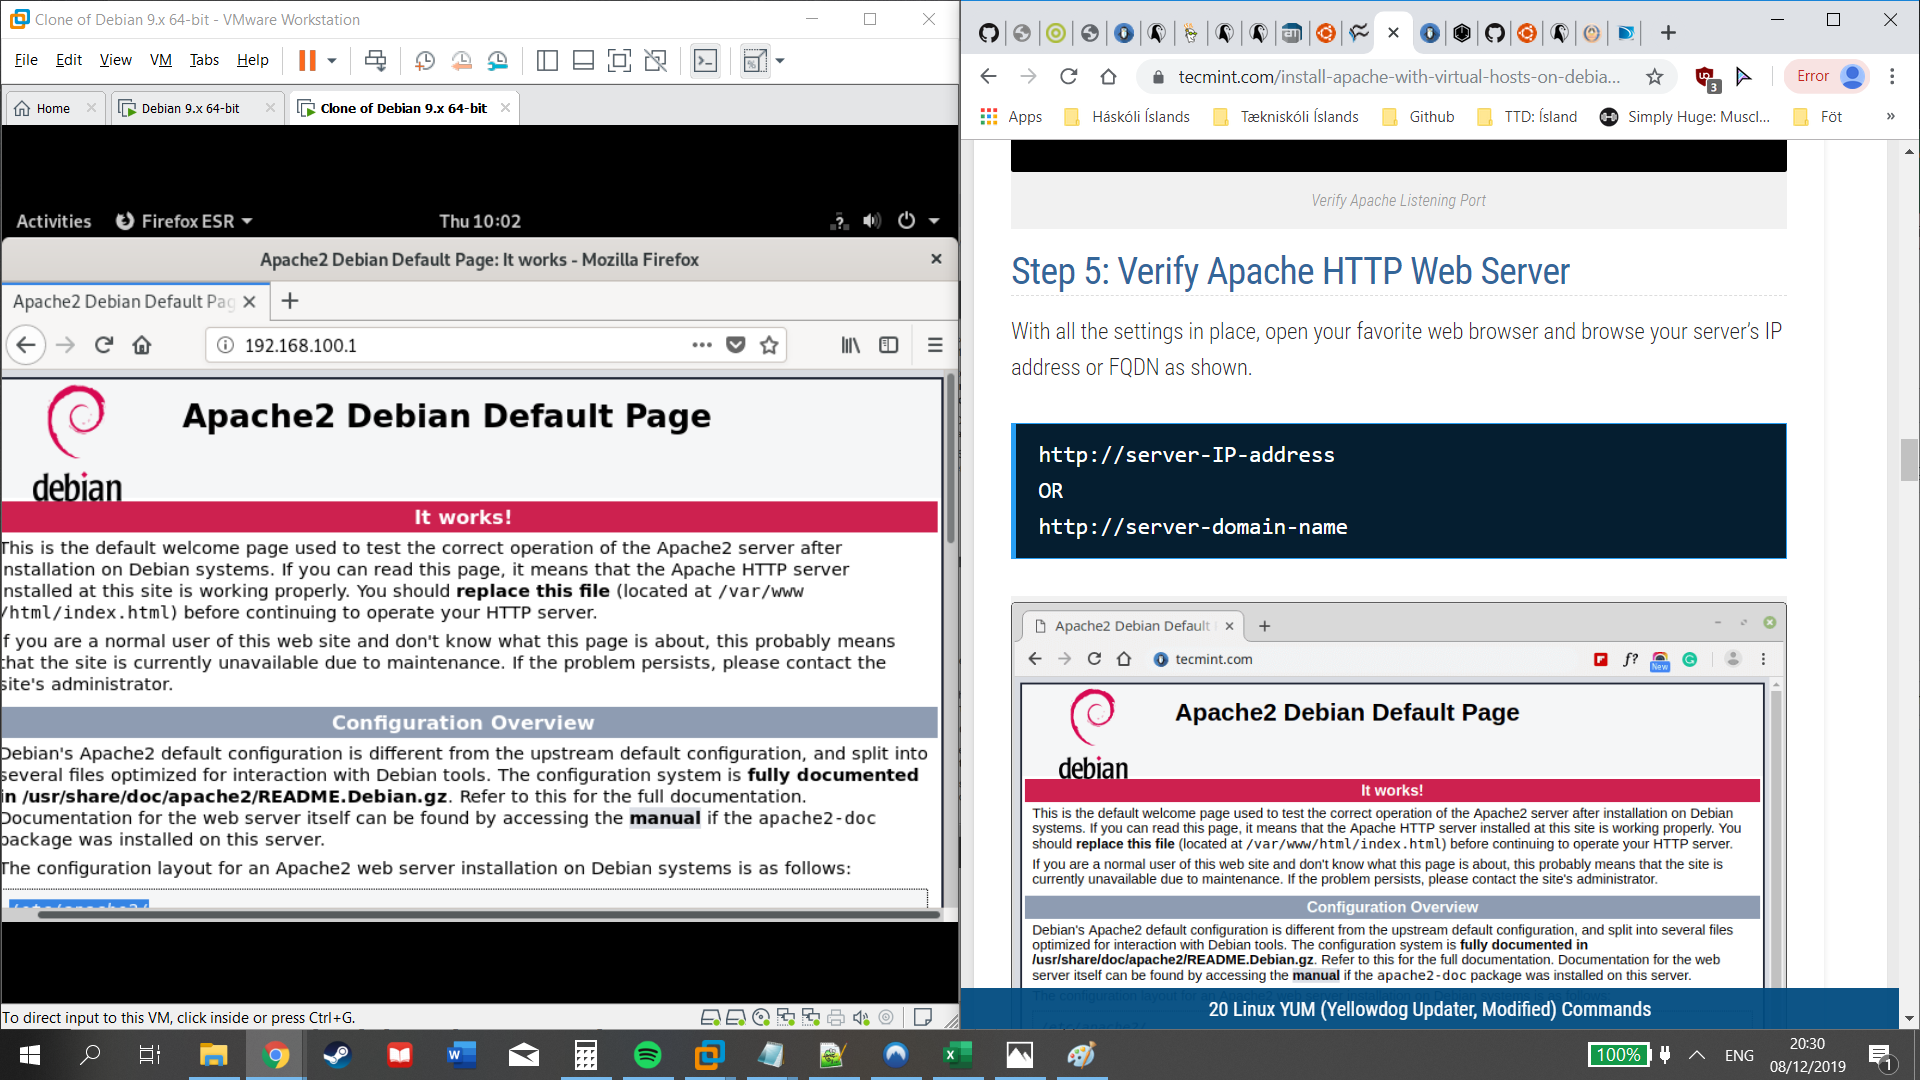 Clone of Debian 9.x 64-bit - VMware Workstation
File Edit View VM Tabs Help
Home
Debian 9.x 64-bit
Clone of Debian 9.x 64-bit
Activities
Firefox ESR
Thu 10:02
Apache2 Debian Default Page: It works - Mozilla Firefox
Apache2 Debian Default Pag
192.168.100.1
Apache2 Debian Default Page
debian
It works!
This is the default welcome page used to test the correct operation of the Apache2 server after
nstallation on Debian systems. If you can read this page, it means that the Apache HTTP server
nstalled at this site is working properly. You should replace this file (located at /var/www
/html/index.html) before continuing to operate your HTTP server.
f you are a normal user of this web site and don't know what this page is about, this probably means
that the site is currently unavailable due to maintenance. If the problem persists, please contact the
site's administrator.
Configuration Overview
Debian's Apache2 default configuration is different from the upstream default configuration, and split into
several files optimized for interaction with Debian tools. The configuration system is fully documented
in /usr/share/doc/apache2/README.Debian.gz. Refer to this for the full documentation.
Documentation for the web server itself can be found by accessing the manual if the apache2-doc
package was installed on this server.
The configuration layout for an Apache2 web server installation on Debian systems is as follows:
/etc/apache2/
To direct input to this VM, click inside or press Ctrl+G.
tecmint.com/install-apache-with-virtual-hosts-on-debia...
3
Error
Apps
Háskóli Íslands
Tækniskóli Íslands
Github
TTD: Ísland
Simply Huge: Muscl...
Föt
»
Verify Apache Listening Port
Step 5: Verify Apache HTTP Web Server
With all the settings in place, open your favorite web browser and browse your server’s IP
address or FQDN as shown.
http://server-IP-address
OR
http://server-domain-name
Apache2 Debian Default
tecmint.com
f?
New
Apache2 Debian Default Page
debian
It works!
This is the default welcome page used to test the correct operation of the Apache2 server after installation on Debian
systems. If you can read this page, it means that the Apache HTTP server installed at this site is working properly. You
should replace this file (located at /var/www/html/index.html) before continuing to operate your HTTP server.
If you are a normal user of this web site and don't know what this page is about, this probably means that the site is
currently unavailable due to maintenance. If the problem persists, please contact the site's administrator.
Configuration Overview
Debian's Apache2 default configuration is different from the upstream default configuration, and split into several files
optimized for interaction with Debian tools. The configuration system is fully documented in
/usr/share/doc/apache2/README.Debian.gz. Refer to this for the full documentation. Documentation for the web
server itself can be found by accessing the manual if the apache2-doc package was installed on this server.
20 Linux YUM (Yellowdog Updater, Modified) Commands
100%
ENG
20:30
08/12/2019
1